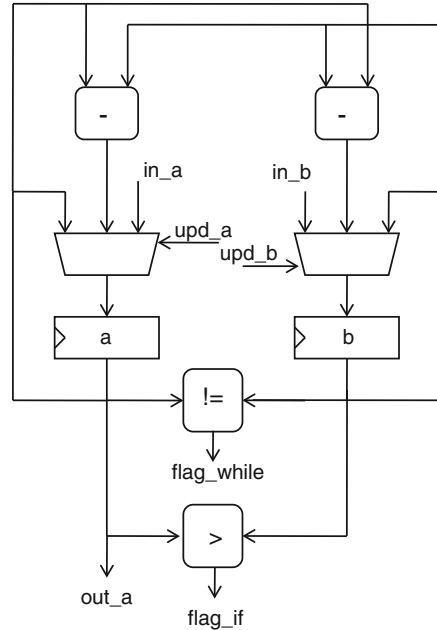 -
-
in_a
in_b
upd_a
upd_b
a
b
!=
flag_while
>
out_a
flag_if